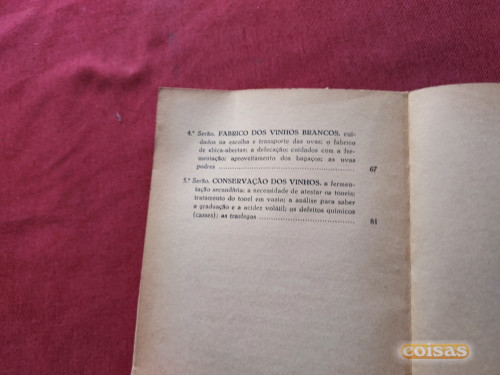 4.º Serão. FABRICO DOS VINHOS BRANCOS, cui-
dados na escolha e transporte das uvas; o fabrico
de «bica-aberta»; a defecação; cuidados com a fer-
mentação; aproveitamento dos bagaços; as uvas
podres ........ 67
5.º Serão. CONSERVAÇÃO DOS VINHOS, a fermen-
tação secundária; a necessidade de atestar os toneis;
tratamento do tonel em vazio; a análise para saber
a graduação e a acidez volátil; os defeitos químicos
(casses); as trasfegas ........ 81
coisas